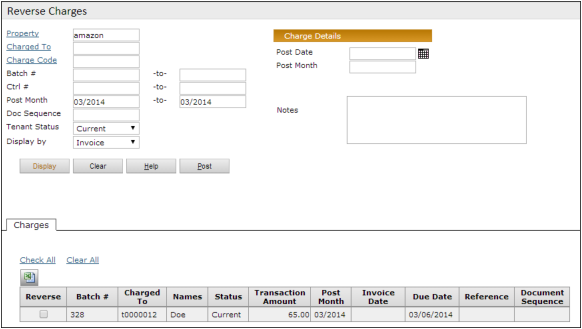 Reverse Charges
Property amazon
Charged To
Charge Code
Batch # -to-
Ctrl # -to-
Post Month 03/2014 -to- 03/2014
Doc Sequence
Tenant Status Current
Display by Invoice
Charge Details
Post Date
Post Month
Notes
Display Clear Help Post
Charges
Check All Clear All
Reverse Batch # Charged To Names Status Transaction Amount Post Month Invoice Date Due Date Reference Document Sequence
328 t0000012 Doe Current 65.00 03/2014 03/06/2014